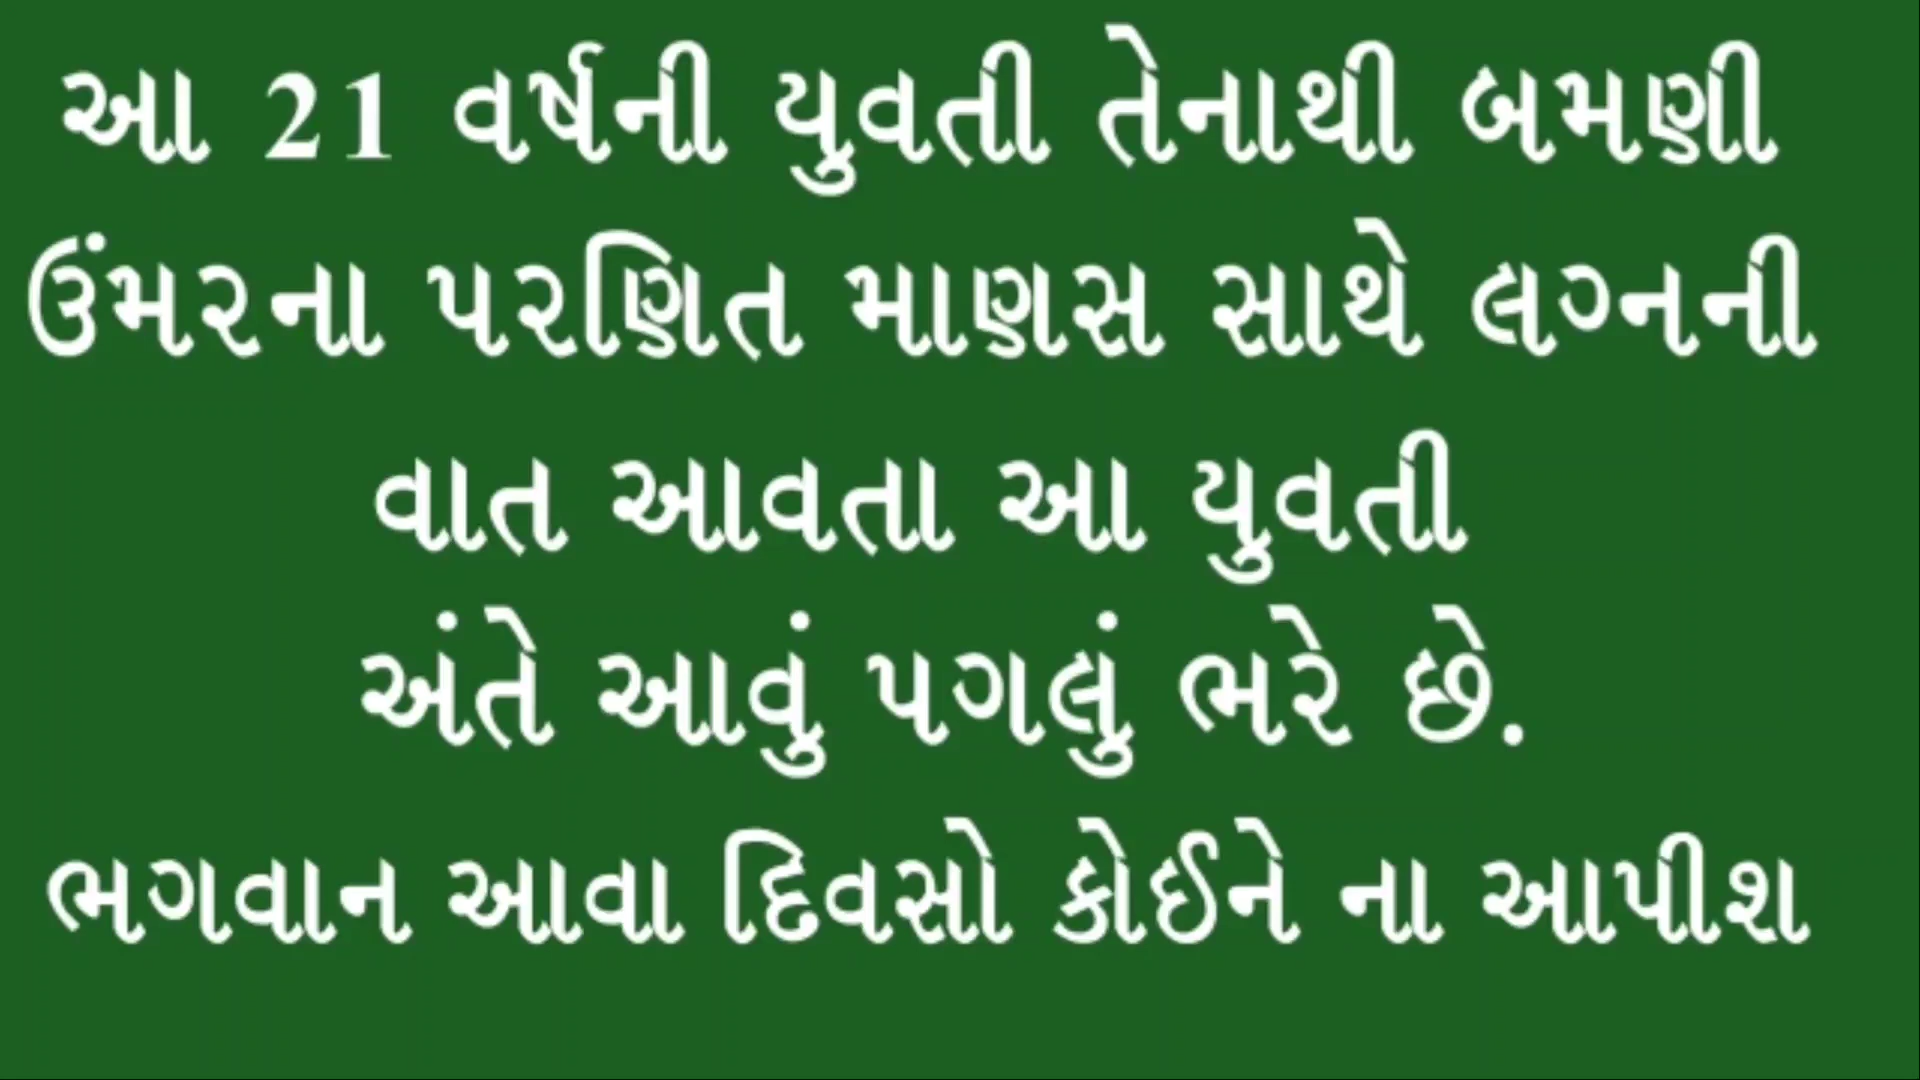 આ 21 વર્ષની યુવતી તેનાથી બમણી
ઉંમરના પરણિત માણસ સાથે લગ્નની
વાત આવતા આ યુવતી
અંતે આવું પગલું ભરે છે.
ભગવાન આવા દિવસો કોઈને ના આપીશ